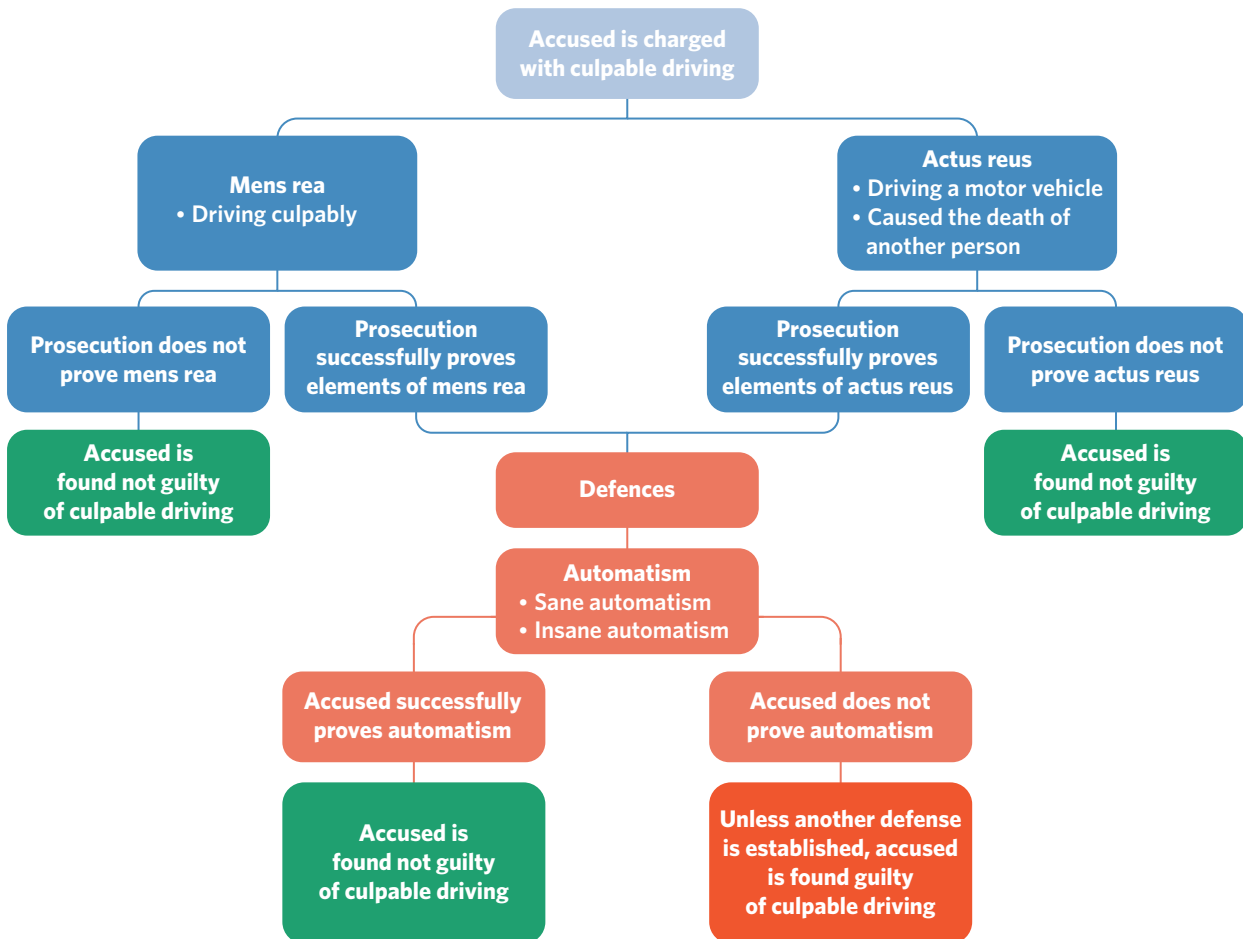 Accused is charged
with culpable driving
Mens rea
• Driving culpably
Actus reus
• Driving a motor vehicle
• Caused the death of
another person
Prosecution does not
prove mens rea
Prosecution
successfully proves
elements of mens rea
Prosecution
successfully proves
elements of actus reus
Prosecution does not
prove actus reus
Accused is
found not guilty
of culpable driving
Defences
Accused is
found not guilty
of culpable driving
Automatism
• Sane automatism
• Insane automatism
Accused successfully
proves automatism
Accused does not
prove automatism
Accused is
found not guilty
of culpable driving
Unless another defense
is established, accused
is found guilty
of culpable driving